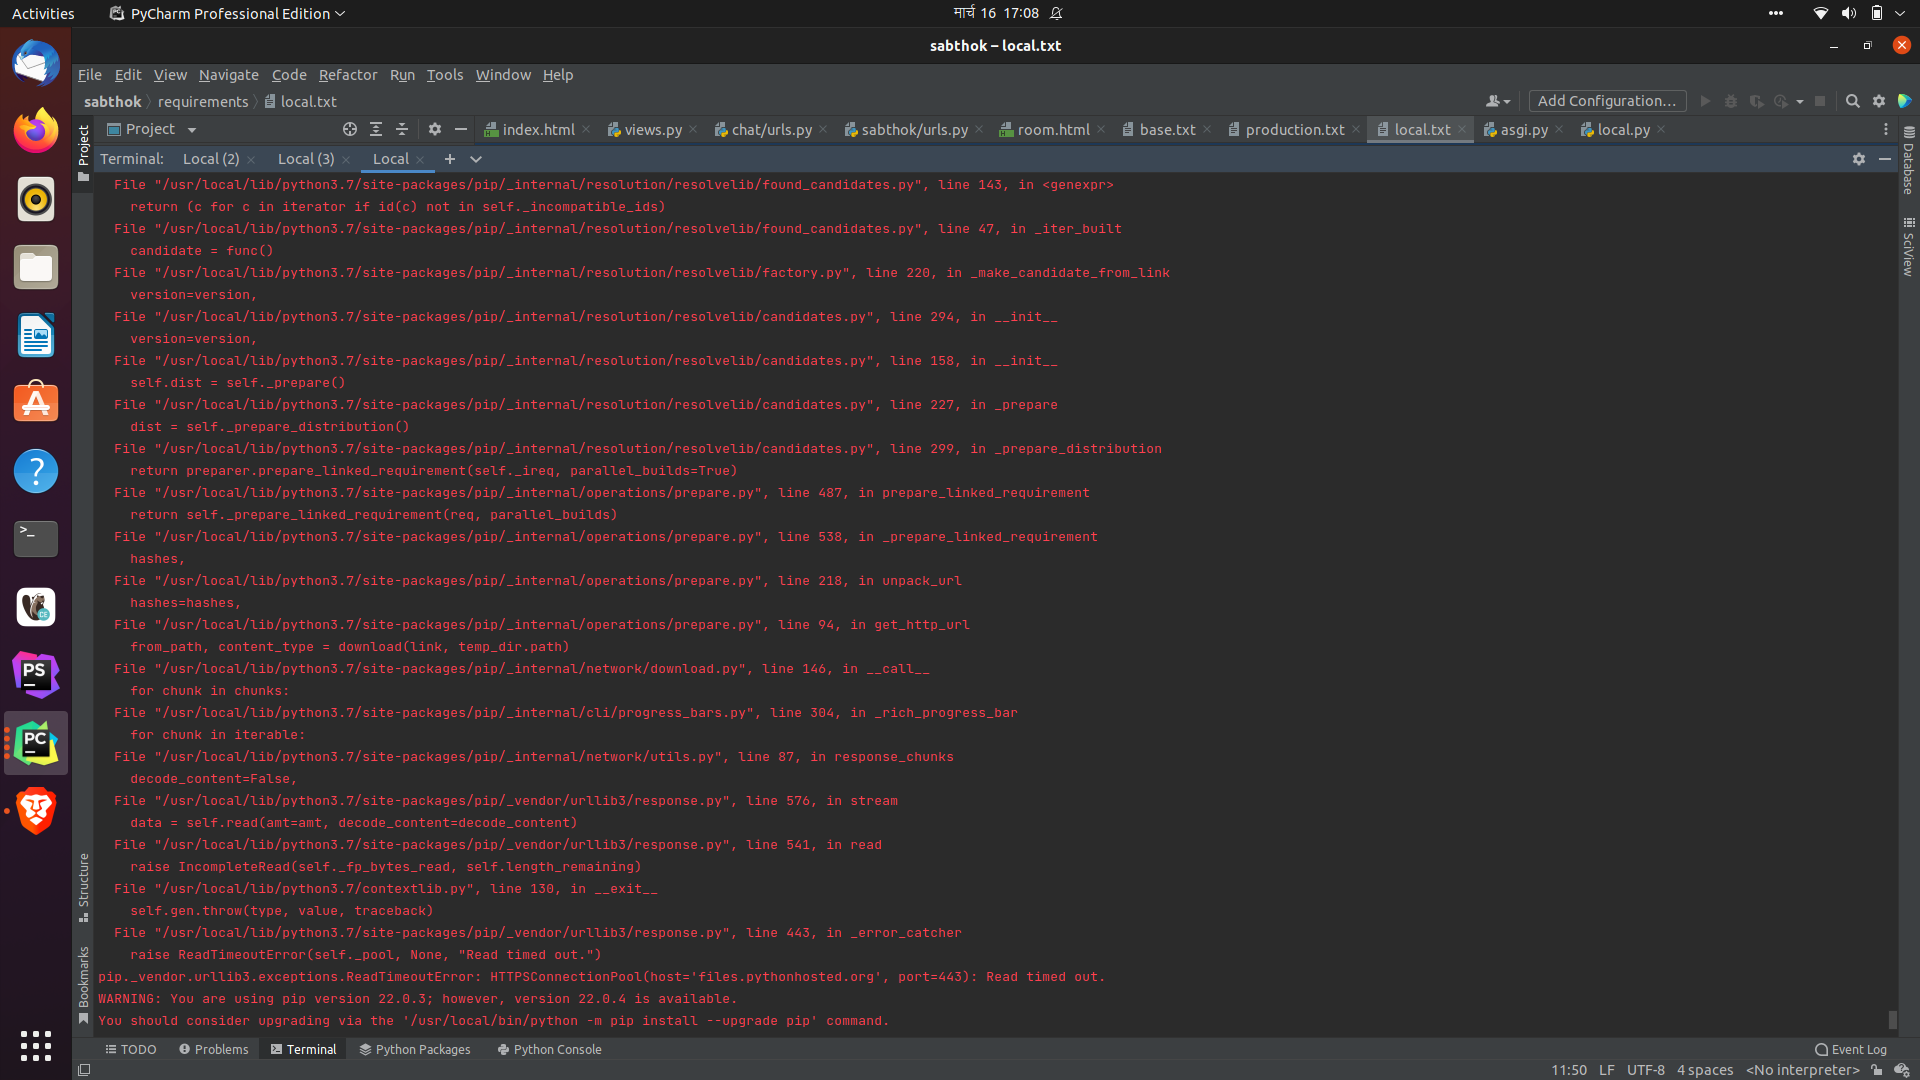 Activities
PyCharm Professional Edition
मार्च 16 17:08
sabthok – local.txt
File Edit View Navigate Code Refactor Run Tools Window Help
sabthok requirements local.txt
Add Configuration...
Project
index.html views.py chat/urls.py sabthok/urls.py room.html base.txt production.txt local.txt asgi.py local.py
Terminal: Local (2) Local (3) Local
File "/usr/local/lib/python3.7/site-packages/pip/_internal/resolution/resolvelib/found_candidates.py", line 143, in <genexpr>
return (c for c in iterator if id(c) not in self._incompatible_ids)
File "/usr/local/lib/python3.7/site-packages/pip/_internal/resolution/resolvelib/found_candidates.py", line 47, in _iter_built
candidate = func()
File "/usr/local/lib/python3.7/site-packages/pip/_internal/resolution/resolvelib/factory.py", line 220, in _make_candidate_from_link
version=version,
File "/usr/local/lib/python3.7/site-packages/pip/_internal/resolution/resolvelib/candidates.py", line 294, in __init__
version=version,
File "/usr/local/lib/python3.7/site-packages/pip/_internal/resolution/resolvelib/candidates.py", line 158, in __init__
self.dist = self._prepare()
File "/usr/local/lib/python3.7/site-packages/pip/_internal/resolution/resolvelib/candidates.py", line 227, in _prepare
dist = self._prepare_distribution()
File "/usr/local/lib/python3.7/site-packages/pip/_internal/resolution/resolvelib/candidates.py", line 299, in _prepare_distribution
return preparer.prepare_linked_requirement(self._ireq, parallel_builds=True)
File "/usr/local/lib/python3.7/site-packages/pip/_internal/operations/prepare.py", line 487, in prepare_linked_requirement
return self._prepare_linked_requirement(req, parallel_builds)
File "/usr/local/lib/python3.7/site-packages/pip/_internal/operations/prepare.py", line 538, in _prepare_linked_requirement
hashes,
File "/usr/local/lib/python3.7/site-packages/pip/_internal/operations/prepare.py", line 218, in unpack_url
hashes=hashes,
File "/usr/local/lib/python3.7/site-packages/pip/_internal/operations/prepare.py", line 94, in get_http_url
from_path, content_type = download(link, temp_dir.path)
File "/usr/local/lib/python3.7/site-packages/pip/_internal/network/download.py", line 146, in __call__
for chunk in chunks:
File "/usr/local/lib/python3.7/site-packages/pip/_internal/cli/progress_bars.py", line 304, in _rich_progress_bar
for chunk in iterable:
File "/usr/local/lib/python3.7/site-packages/pip/_internal/network/utils.py", line 87, in response_chunks
decode_content=False,
File "/usr/local/lib/python3.7/site-packages/pip/_vendor/urllib3/response.py", line 576, in stream
data = self.read(amt=amt, decode_content=decode_content)
File "/usr/local/lib/python3.7/site-packages/pip/_vendor/urllib3/response.py", line 541, in read
raise IncompleteRead(self._fp_bytes_read, self.length_remaining)
File "/usr/local/lib/python3.7/contextlib.py", line 130, in __exit__
self.gen.throw(type, value, traceback)
File "/usr/local/lib/python3.7/site-packages/pip/_vendor/urllib3/response.py", line 443, in _error_catcher
raise ReadTimeoutError(self._pool, None, "Read timed out.")
pip._vendor.urllib3.exceptions.ReadTimeoutError: HTTPSConnectionPool(host='files.pythonhosted.org', port=443): Read timed out.
WARNING: You are using pip version 22.0.3; however, version 22.0.4 is available.
You should consider upgrading via the '/usr/local/bin/python -m pip install --upgrade pip' command.
Project
Structure
Bookmarks
Database
SciView
PS
PC
CE
TODO Problems Terminal Python Packages Python Console
Event Log
11:50 LF UTF-8 4 spaces <No interpreter>